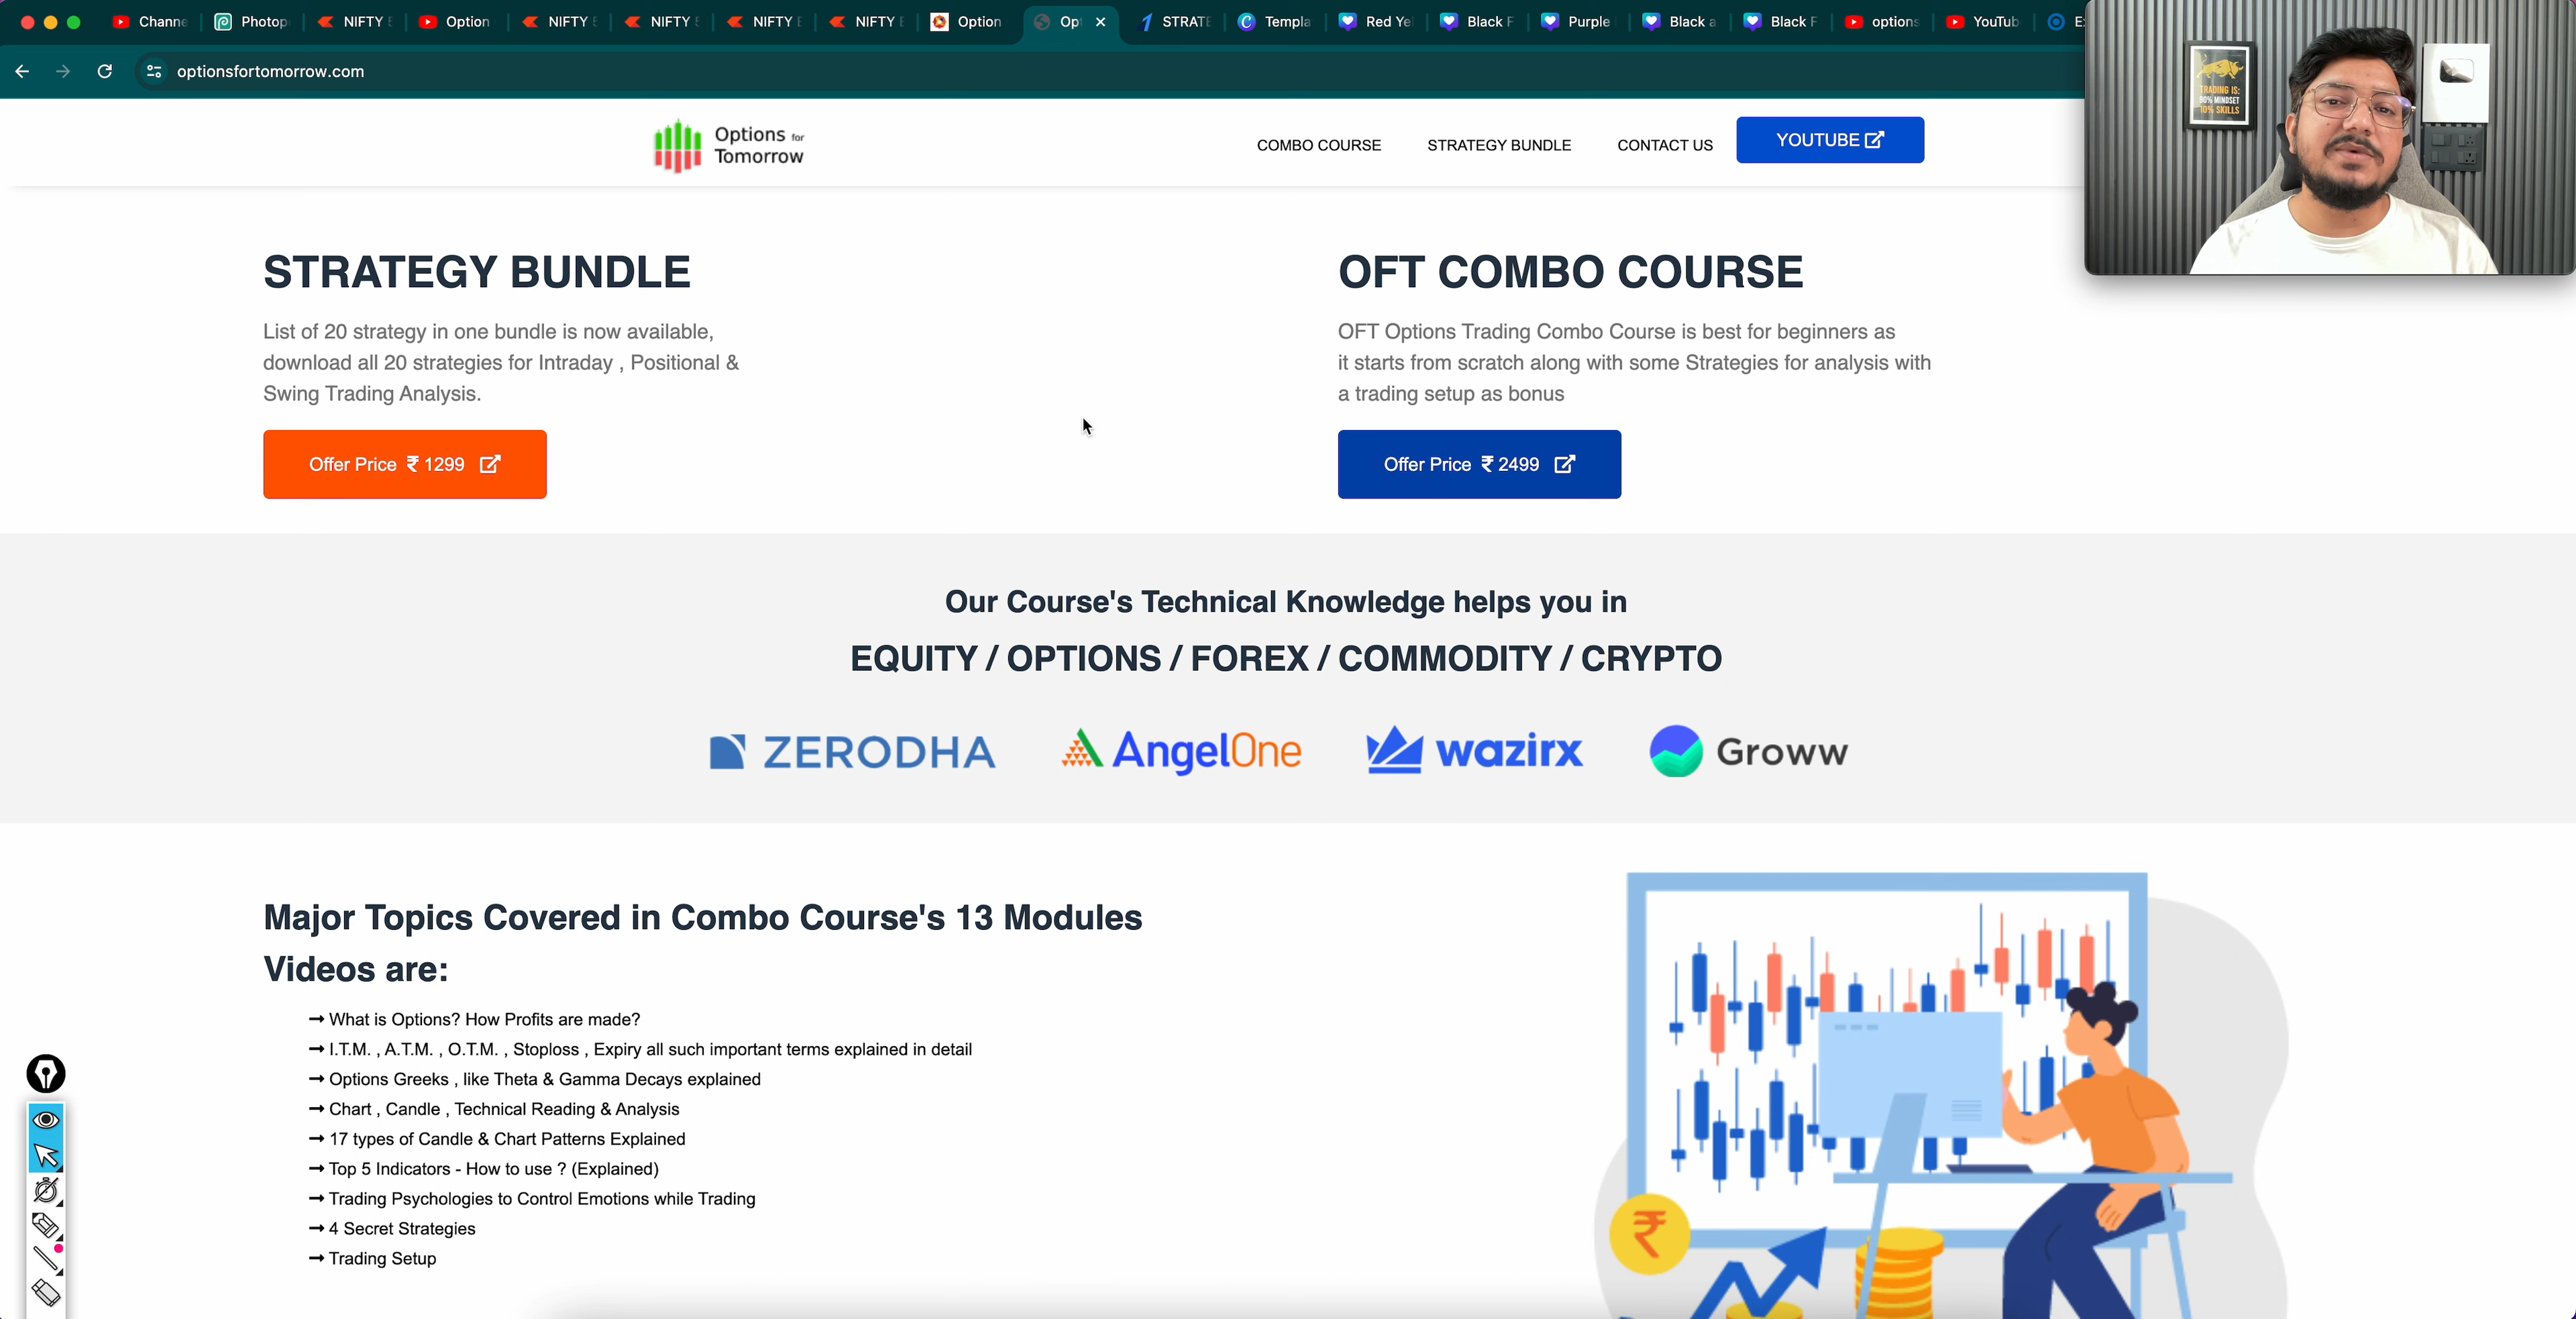 Channe
Photop
NIFTY
Option
NIFTY
NIFTY
NIFTY
NIFTY
Option
Op
STRATE
Templa
Red Ye
Black F
Purple
Black a
Black F
options
YouTub
optionsfortomorrow.com
TRADING IS:
80% MINDSET
10% SKILLS
Options for
Tomorrow
COMBO COURSE
STRATEGY BUNDLE
CONTACT US
YOUTUBE
STRATEGY BUNDLE
List of 20 strategy in one bundle is now available,
download all 20 strategies for Intraday , Positional &
Swing Trading Analysis.
Offer Price ₹ 1299
OFT COMBO COURSE
OFT Options Trading Combo Course is best for beginners as
it starts from scratch along with some Strategies for analysis with
a trading setup as bonus
Offer Price ₹ 2499
Our Course's Technical Knowledge helps you in
EQUITY / OPTIONS / FOREX / COMMODITY / CRYPTO
ZERODHA
AngelOne
wazirx
Groww
Major Topics Covered in Combo Course's 13 Modules
Videos are:
→ What is Options? How Profits are made?
→ I.T.M. , A.T.M. , O.T.M. , Stoploss , Expiry all such important terms explained in detail
→ Options Greeks , like Theta & Gamma Decays explained
→ Chart , Candle , Technical Reading & Analysis
→ 17 types of Candle & Chart Patterns Explained
→ Top 5 Indicators - How to use ? (Explained)
→ Trading Psychologies to Control Emotions while Trading
→ 4 Secret Strategies
→ Trading Setup
₹